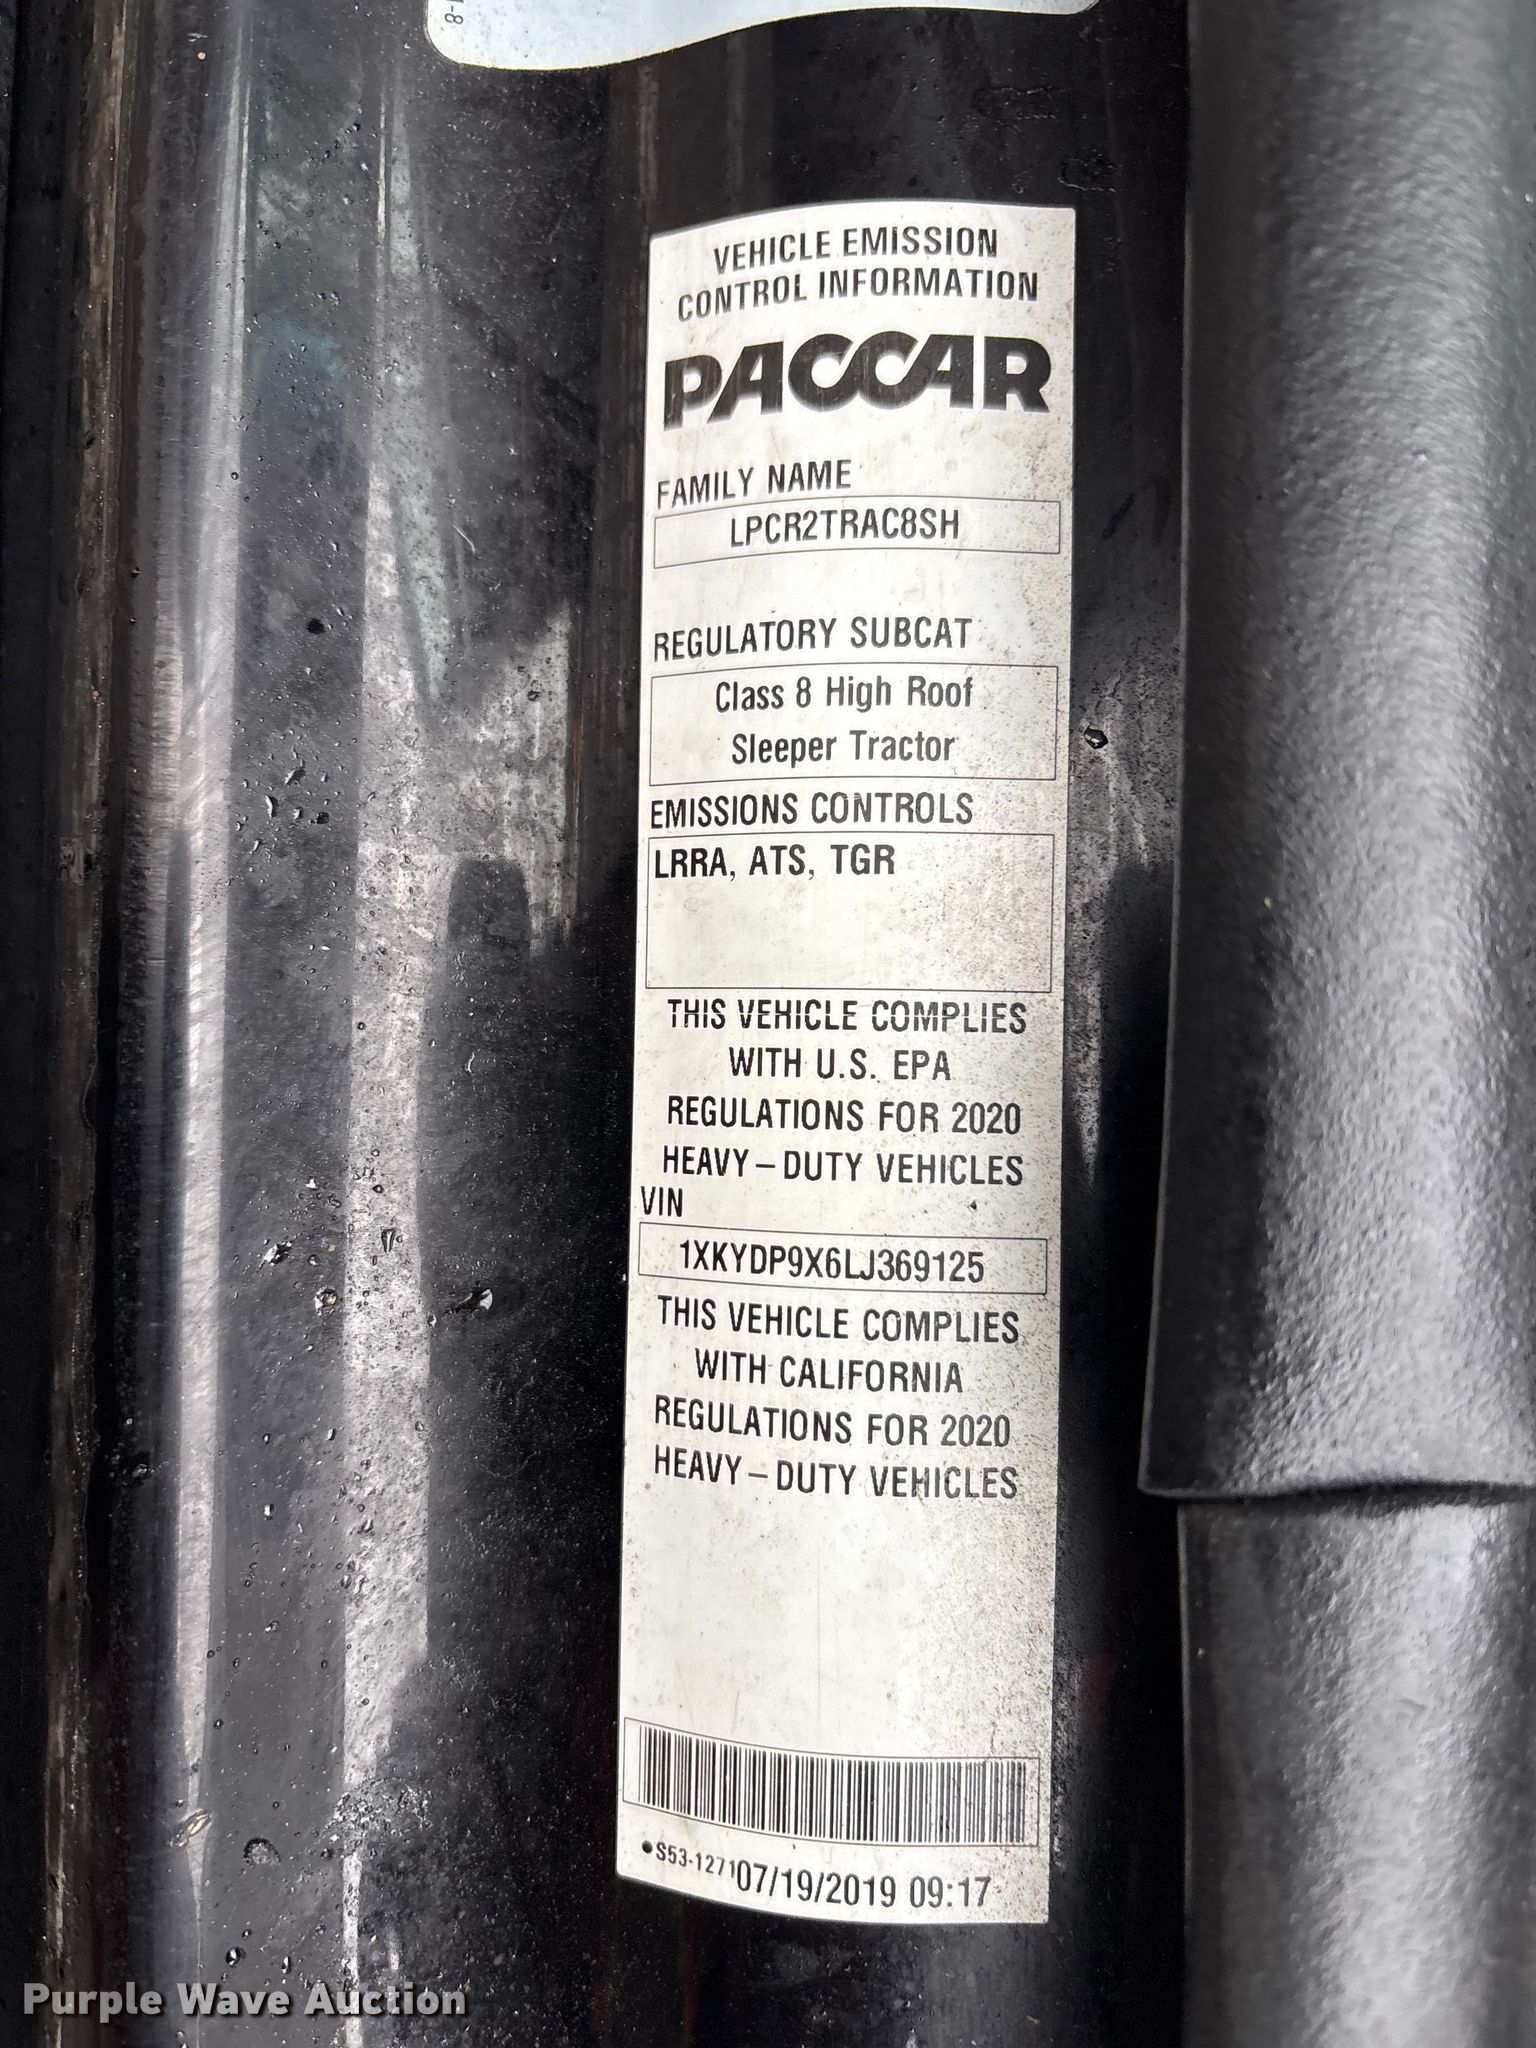 1-8
VEHICLE EMISSION
CONTROL INFORMATION
PACCAR
FAMILY NAME
LPCR2TRAC8SH
REGULATORY SUBCAT
Class 8 High Roof
Sleeper Tractor
EMISSIONS CONTROLS
LRRA, ATS, TGR
THIS VEHICLE COMPLIES
WITH U.S. EPA
REGULATIONS FOR 2020
HEAVY–DUTY VEHICLES
VIN
1XKYDP9X6LJ369125
THIS VEHICLE COMPLIES
WITH CALIFORNIA
REGULATIONS FOR 2020
HEAVY–DUTY VEHICLES
•S53-1271 07/19/2019 09:17
Purple Wave Auction